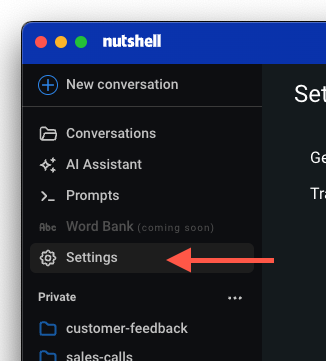 nutshell
New conversation
Set
Conversations
AI Assistant
Ge
Prompts
Tra
Abc Word Bank (coming soon)
Settings
Private
customer-feedback
sales-calls